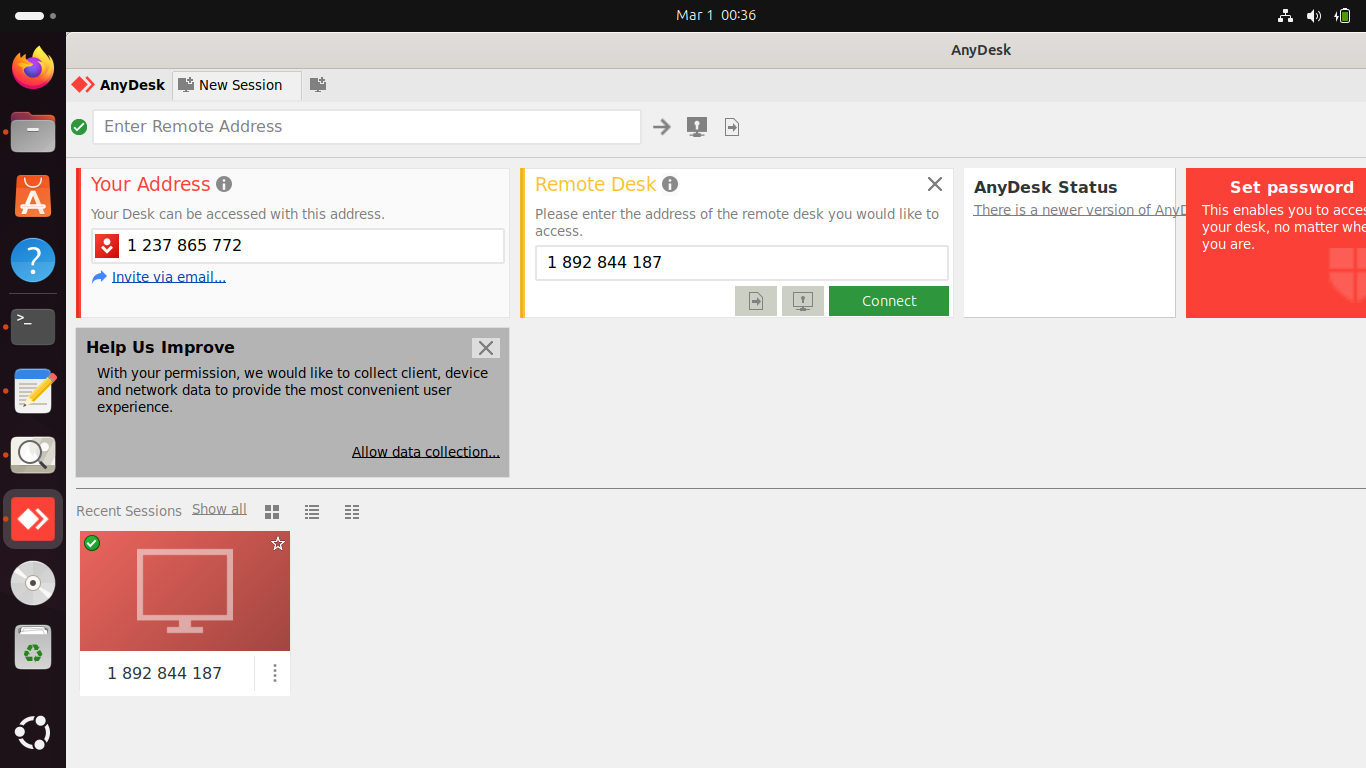 Mar 1 00:36
AnyDesk
AnyDesk
New Session
Enter Remote Address
Your Address
Your Desk can be accessed with this address.
1 237 865 772
Invite via email...
Remote Desk
Please enter the address of the remote desk you would like to
access.
1 892 844 187
Connect
AnyDesk Status
There is a newer version of AnyD
Set password
This enables you to acces
your desk, no matter whe
you are.
Help Us Improve
With your permission, we would like to collect client, device
and network data to provide the most convenient user
experience.
Allow data collection...
Recent Sessions
Show all
1 892 844 187